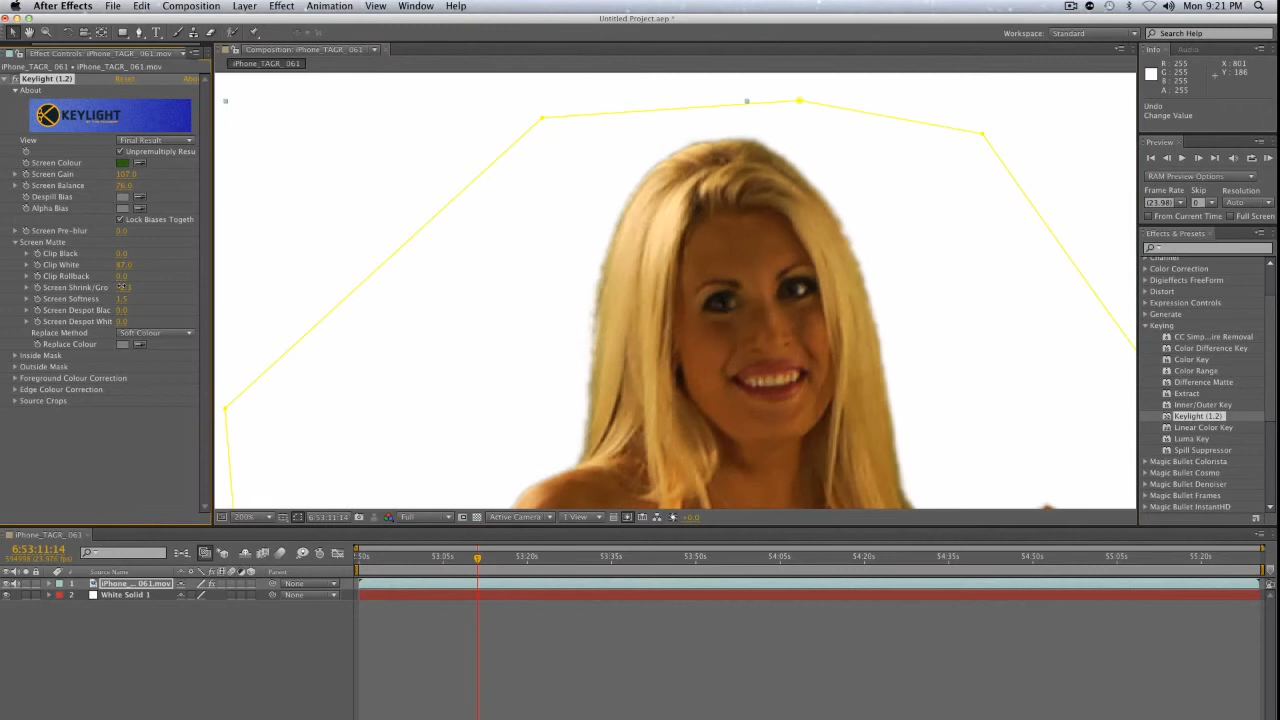 After Effects File Edit Composition Layer Effect Animation View Window Help Mon 9:21 PM
Untitled Project.aep *
Workspace: Standard Search Help
Effect Controls: iPhone_TAGR_061.mov
Composition: iPhone_TAGR_061
Info Audio
iPhone_TAGR_061 • iPhone_TAGR_061.mov
iPhone_TAGR_061
Keylight (1.2) Reset
About
KEYLIGHT
View Final Result
Unpremultiply Resu
Screen Colour
Screen Gain 107.0
Screen Balance 76.0
Despill Bias
Alpha Bias
Lock Biases Togeth
Screen Pre-blur 0.0
Screen Matte
Clip Black 0.0
Clip White
Clip Rollback 0.0
Screen Shrink/Gro
Screen Softness 1.5
Screen Despot Blac 0.0
Screen Despot Whit 0.0
Replace Method Soft Colour
Replace Colour
Inside Mask
Outside Mask
Foreground Colour Correction
Edge Colour Correction
Source Crops
R : 255 X : 801
G : 255 Y : 186
B : 255
A : 255
Undo
Change Value
Preview
RAM Preview Options
Frame Rate Skip Resolution
(23.98) 0 Auto
From Current Time Full Screen
Effects & Presets
Channel
Color Correction
Digieffects FreeForm
Distort
Expression Controls
Generate
Keying
CC Simp...ire Removal
Color Difference Key
Color Key
Color Range
Difference Matte
Extract
Inner/Outer Key
Keylight (1.2)
Linear Color Key
Luma Key
Spill Suppressor
Magic Bullet Colorista
Magic Bullet Cosmo
Magic Bullet Denoiser
Magic Bullet Frames
Magic Bullet InstantHD
200% 6:53:11:14 Full Active Camera 1 View +0.0
iPhone_TAGR_061
6:53:11:14
594998 (23.976 fps)
:50s 53:05s 53:20s 53:35s 53:50s 54:05s 54:20s 54:35s 54:50s 55:05s 55:20s
# Source Name Parent
1 iPhone_... 061.mov None
2 White Solid 1 None